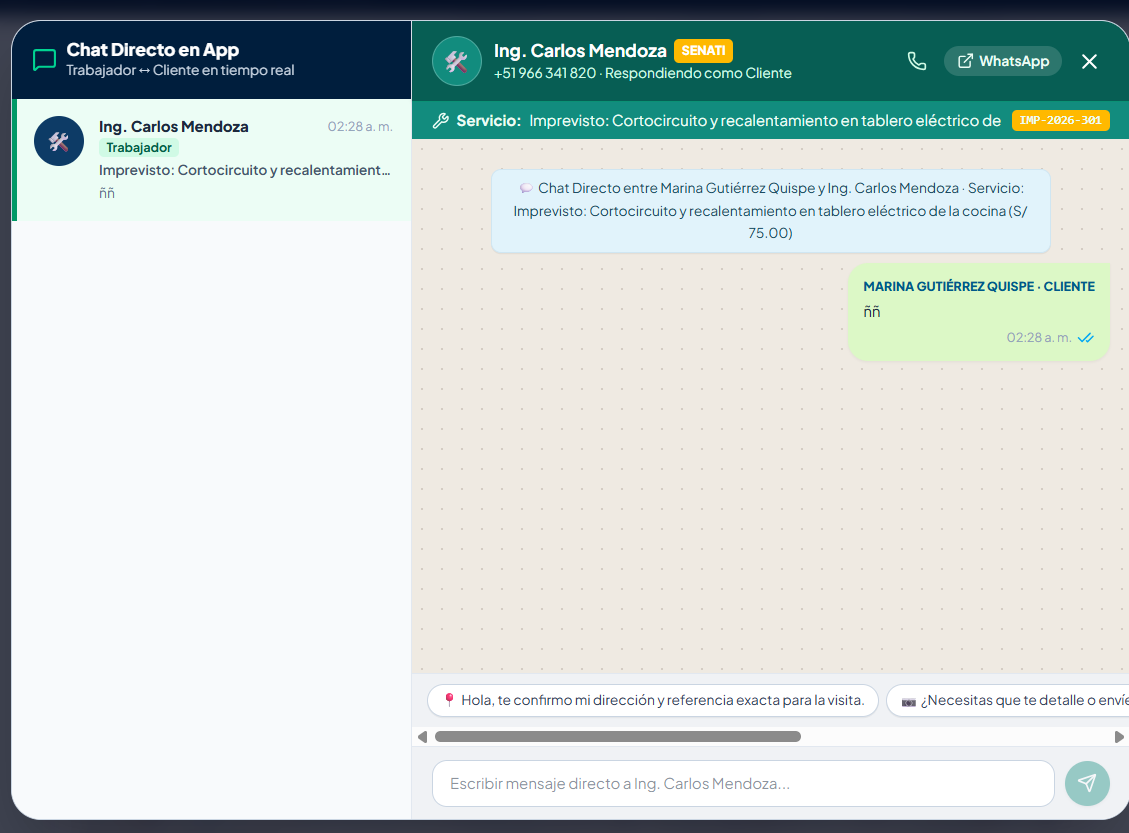 Chat Directo en App
Trabajador ↔ Cliente en tiempo real
Ing. Carlos Mendoza
02:28 a. m.
Trabajador
Imprevisto: Cortocircuito y recalentamient...
ññ
Ing. Carlos Mendoza SENATI
+51 966 341 820 · Respondiendo como Cliente
WhatsApp
Servicio: Imprevisto: Cortocircuito y recalentamiento en tablero eléctrico de
IMP-2026-301
Chat Directo entre Marina Gutiérrez Quispe y Ing. Carlos Mendoza · Servicio:
Imprevisto: Cortocircuito y recalentamiento en tablero eléctrico de la cocina (S/
75.00)
MARINA GUTIÉRREZ QUISPE · CLIENTE
ññ
02:28 a. m.
Hola, te confirmo mi dirección y referencia exacta para la visita.
¿Necesitas que te detalle o envíe
Escribir mensaje directo a Ing. Carlos Mendoza...